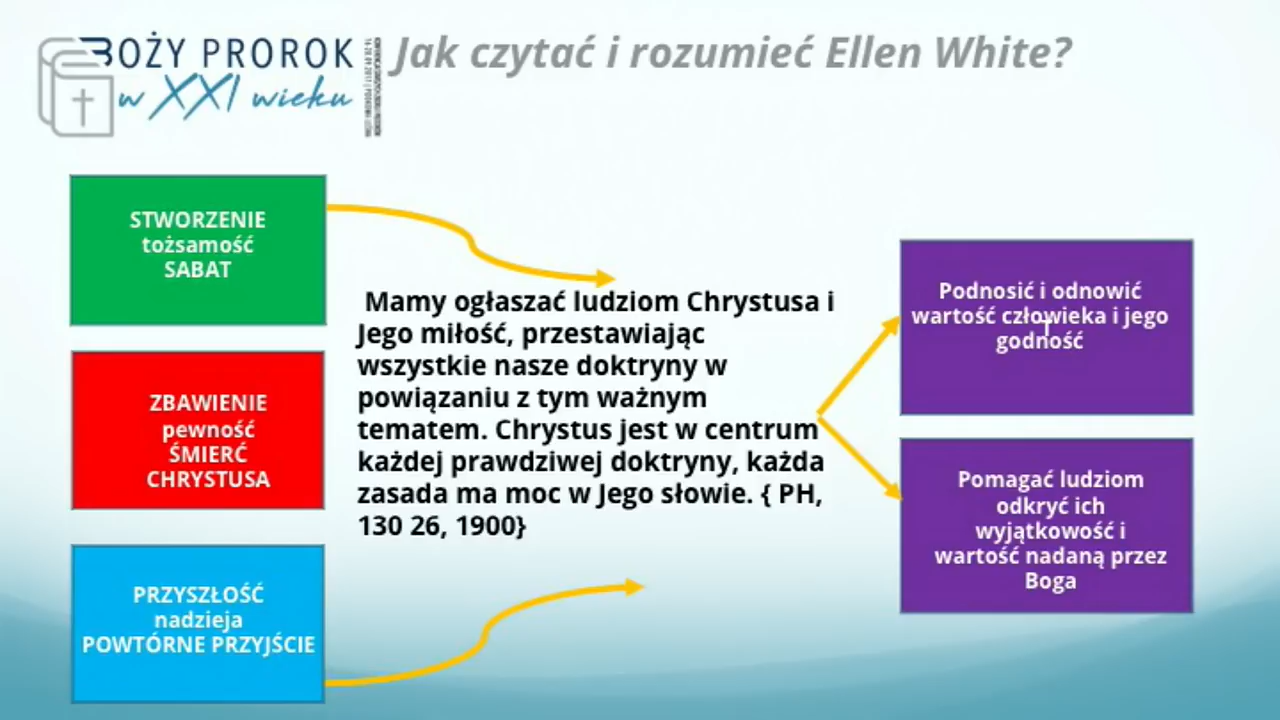 BOŻY PROROK
w XXI wieku
Jak czytać i rozumieć Ellen White?
STWORZENIE
tożsamość
SABAT
ZBAWIENIE
pewność
ŚMIERĆ
CHRYSTUSA
PRZYSZŁOŚĆ
nadzieja
POWTÓRNE PRZYJŚCIE
Mamy ogłaszać ludziom Chrystusa i
Jego miłość, przestawiając
wszystkie nasze doktryny w
powiązaniu z tym ważnym
tematem. Chrystus jest w centrum
każdej prawdziwej doktryny, każda
zasada ma moc w Jego słowie. { PH,
130 26, 1900}
Podnosić i odnowić
wartość człowieka i jego
godność
Pomagać ludziom
odkryć ich
wyjątkowość i
wartość nadaną przez
Boga